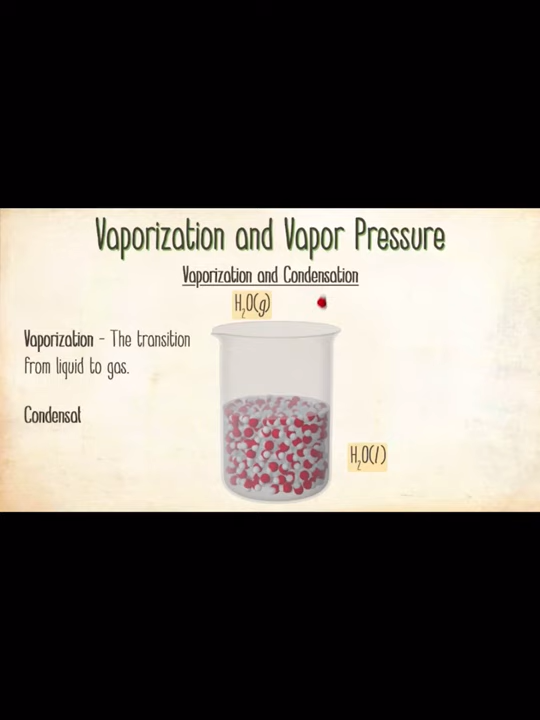 Vaporization and Vapor Pressure
Vaporization and Condensation
H₂O(g)
Vaporization - The transition
from liquid to gas.
Condensat
H₂O(l)